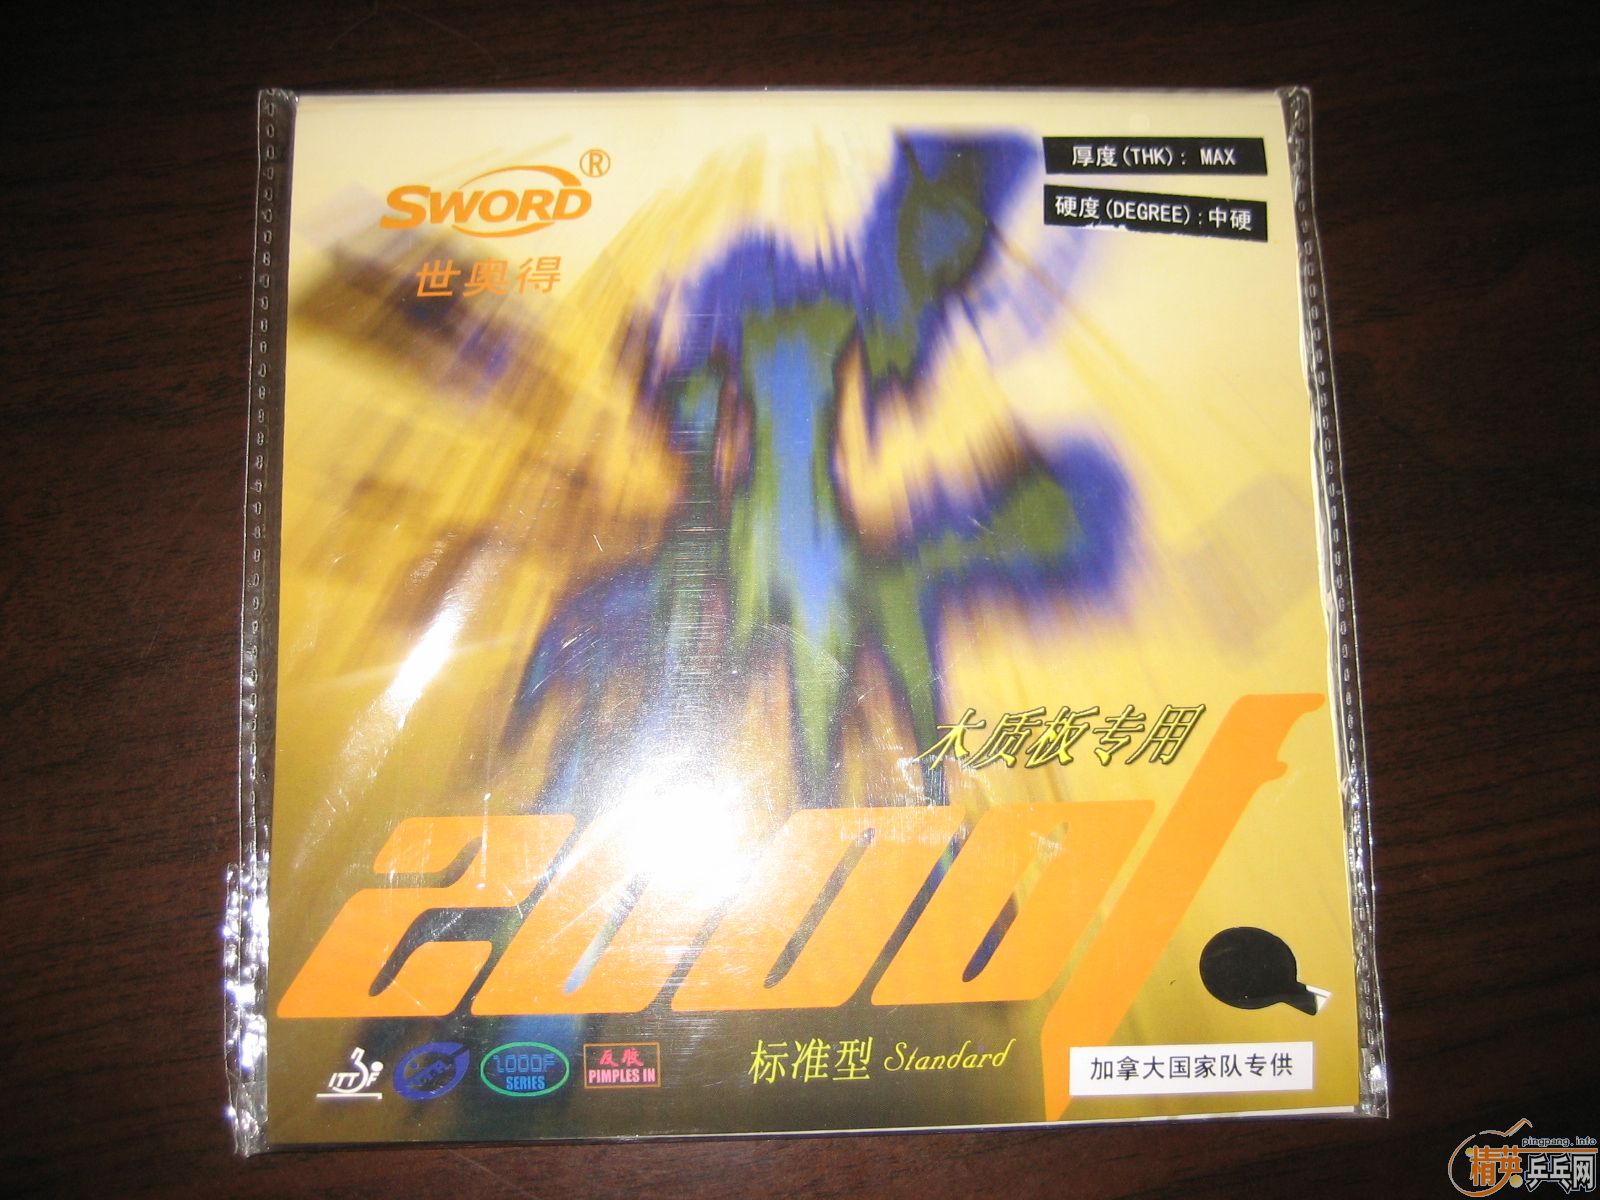 SWORD®
世奥得
厚度(THK): MAX
硬度(DEGREE):中硬
木质板专用
2000f
ITTF
1000F
SERIES
反胶
PIMPLES IN
标准型 Standard
加拿大国家队专供
pingpang.info
精英乒乓网